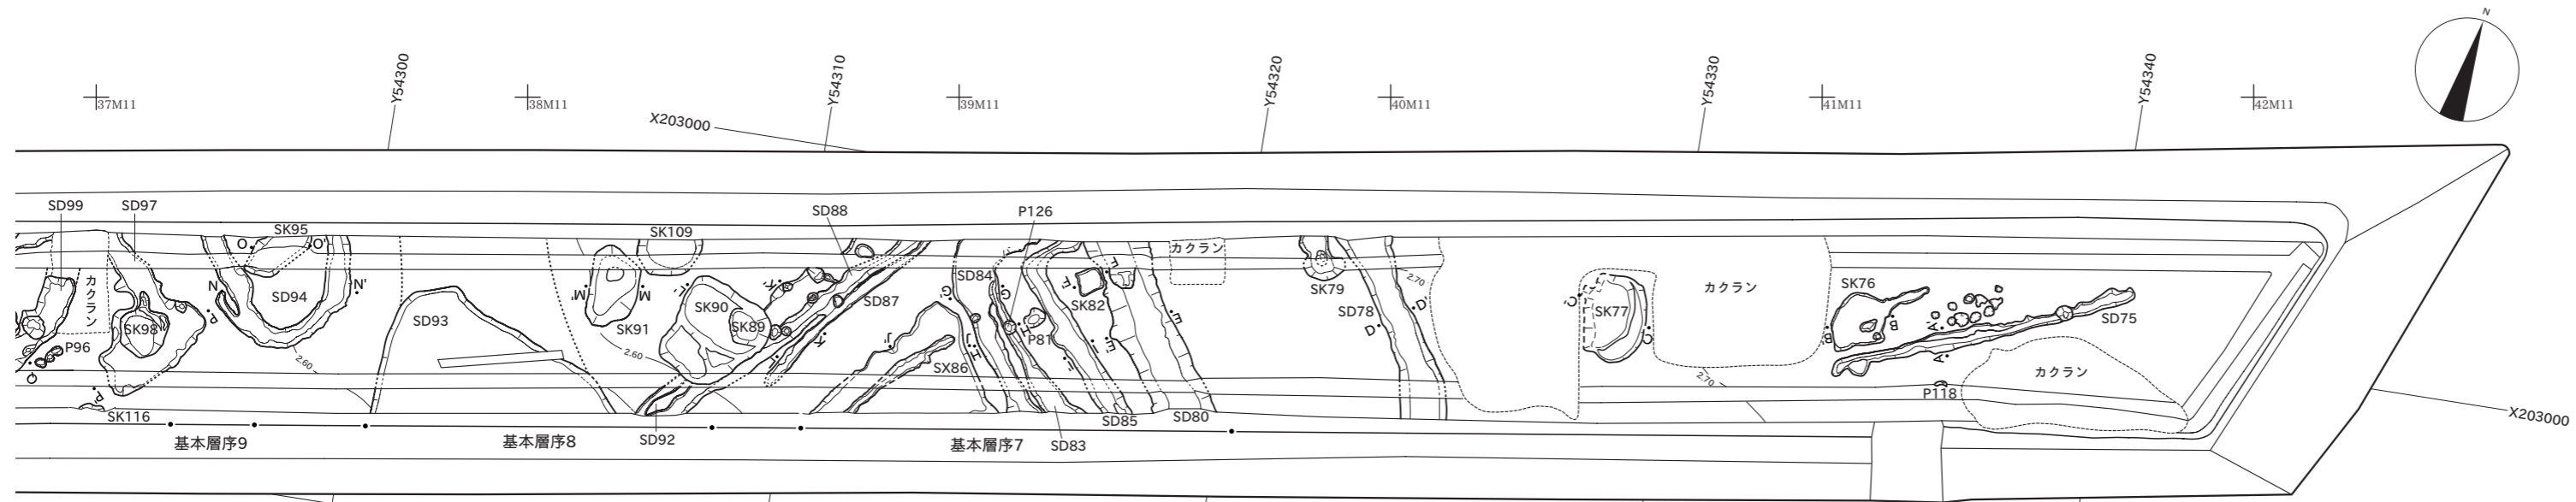 N
Y54300
Y54310
Y54320
Y54330
Y54340
37M11
38M11
39M11
40M11
41M11
42M11
X203000
SD99
SD97
SK95
O
O'
SK109
SD88
P126
カクラン
カクラン
SK98
P96
Q
P
P'
SK116
N
N'
SD94
2.60
SD93
M'
M
SK91
2.60
L'
L
SK90
SK89
K'
K
SD87
SD92
SD84
G
G'
J'
J
H
H'
SX86
P81
I
I'
F
F'
SK82
E
E'
SD83
SD85
SD80
SK79
SD78
D
D'
2.70
C'
C
SK77
カクラン
2.70
SK76
B
B'
A'
A
SD75
P118
カクラン
X203000
基本層序9
基本層序8
基本層序7